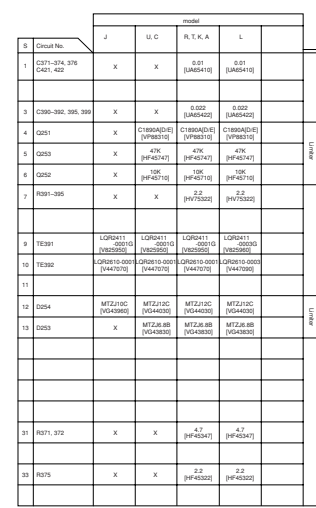 model
J U, C R, T, K, A L
S Circuit No.
1 C371–374, 376 X X 0.01 0.01
C421, 422 [UA65410] [UA65410]
3 C390–392, 395, 399 X X 0.022 0.022
[UA65422] [UA65422]
4 Q251 X C1890A[D/E] C1890A[D/E] C1890A[D/E]
[VP88310] [VP88310] [VP88310]
5 Q253 X 47K 47K 47K
[HF45747] [HF45747] [HF45747]
Limiter
6 Q252 X 10K 10K 10K
[HF45710] [HF45710] [HF45710]
7 R391–395 X X 2.2 2.2
[HV75322] [HV75322]
9 TE391 LQR2411 LQR2411 LQR2411 LQR2411
-0001G -0001G -0001G -0003G
[V825950] [V825950] [V825950] [V825960]
10 TE392 LQR2610-0001 LQR2610-0001 LQR2610-0001 LQR2610-0003
[V447070] [V447070] [V447070] [V447090]
11
12 D254 MTZJ10C MTZJ12C MTZJ12C MTZJ12C
[VG43960] [VG44030] [VG44030] [VG44030]
Limiter
13 D253 X MTZJ6.8B MTZJ6.8B MTZJ6.8B
[VG43830] [VG43830] [VG43830]
31 R371, 372 X X 4.7 4.7
[HF45347] [HF45347]
33 R375 X X 2.2 2.2
[HF45322] [HF45322]